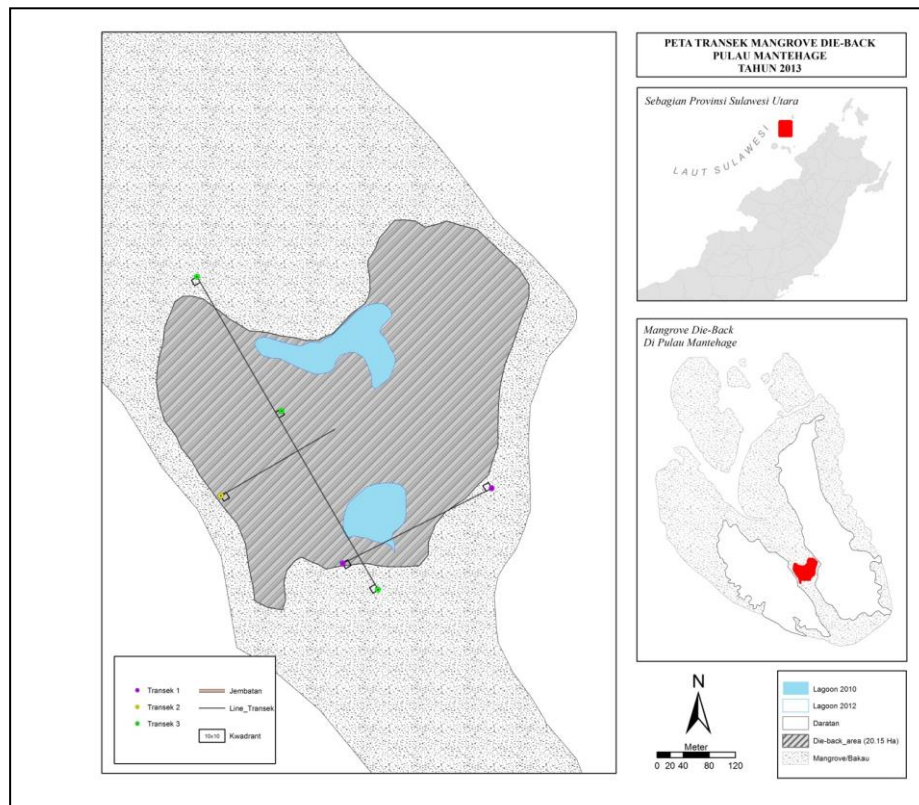 PETA TRANSEK MANGROVE DIE-BACK
PULAU MANTEHAGE
TAHUN 2013
Sebagian Provinsi Sulawesi Utara
LAUT SULAWESI
Mangrove Die-Back
Di Pulau Mantehage
Transek 1
Transek 2
Transek 3
Jembatan
Line_Transek
10x10 Kwadrant
N
Meter
0 20 40 80 120
Lagoon 2010
Lagoon 2012
Daratan
Die-back_area (20.15 Ha)
Mangrove/Bakau